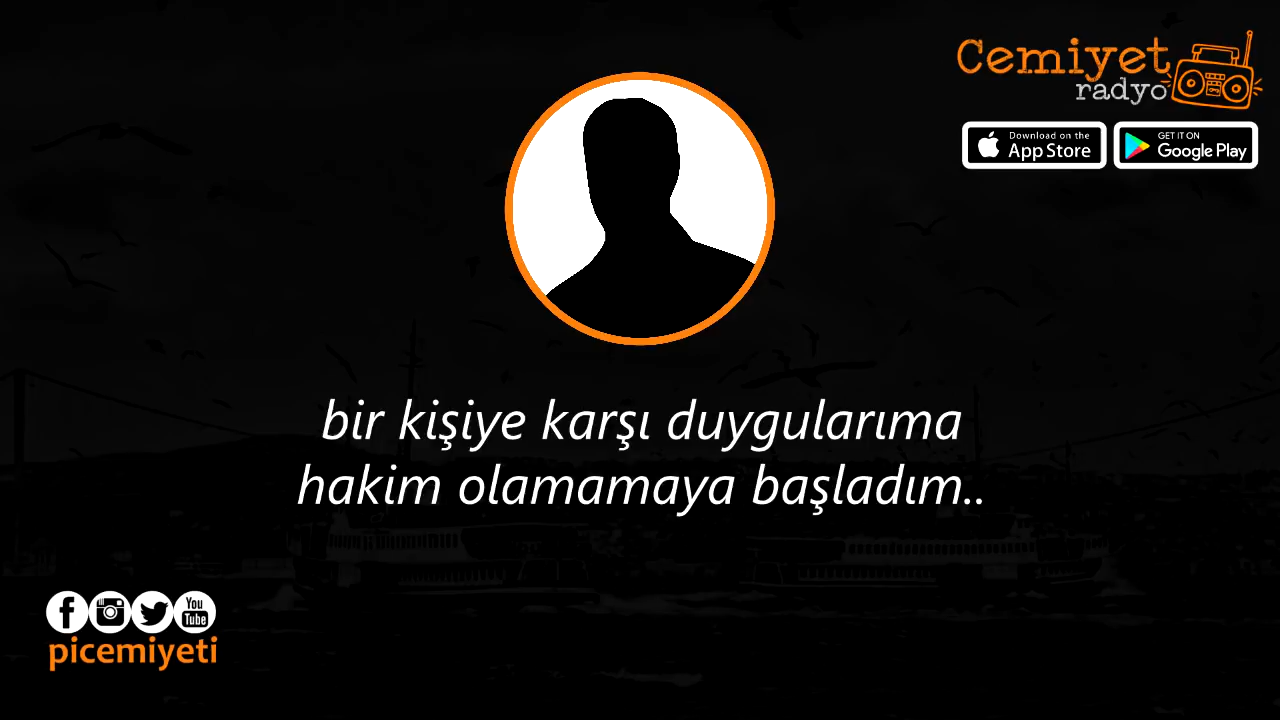 Cemiyet
radyo
Download on the
App Store
GET IT ON
Google Play
bir kişiye karşı duygularıma
hakim olamamaya başladım..
You
Tube
picemiyeti